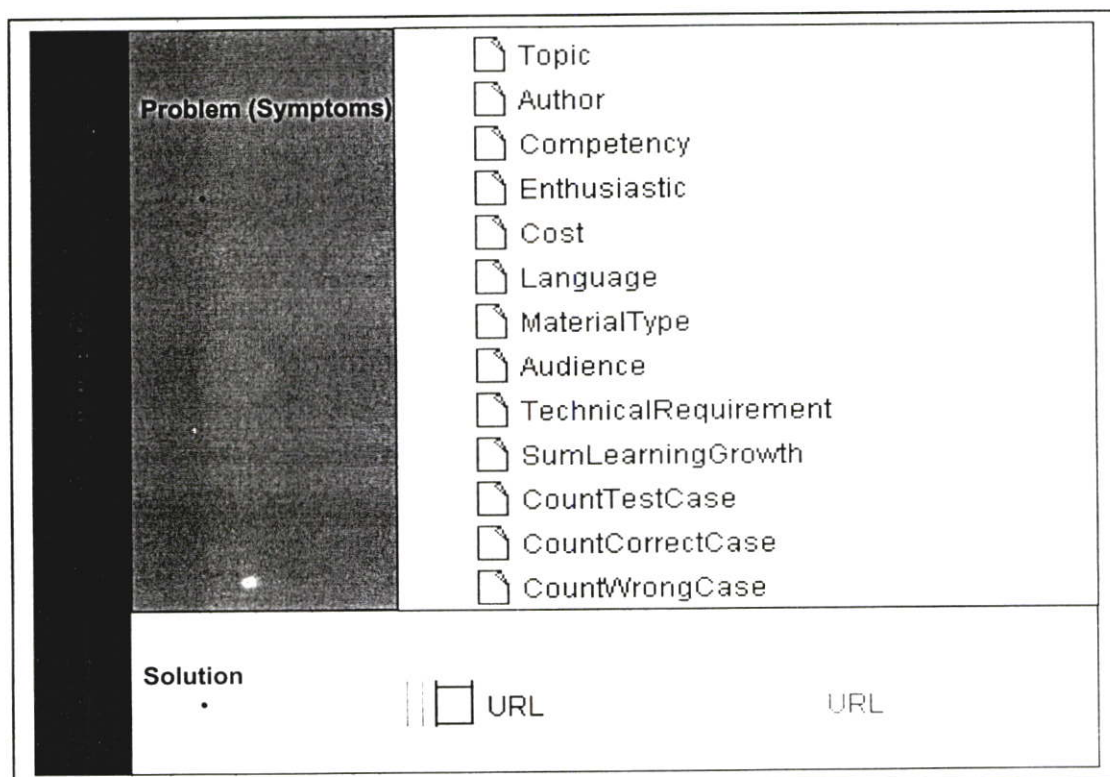 Problem (Symptoms)
Topic
Author
Competency
Enthusiastic
Cost
Language
MaterialType
Audience
TechnicalRequirement
SumLearningGrowth
CountTestCase
CountCorrectCase
CountWrongCase
Solution
URL URL